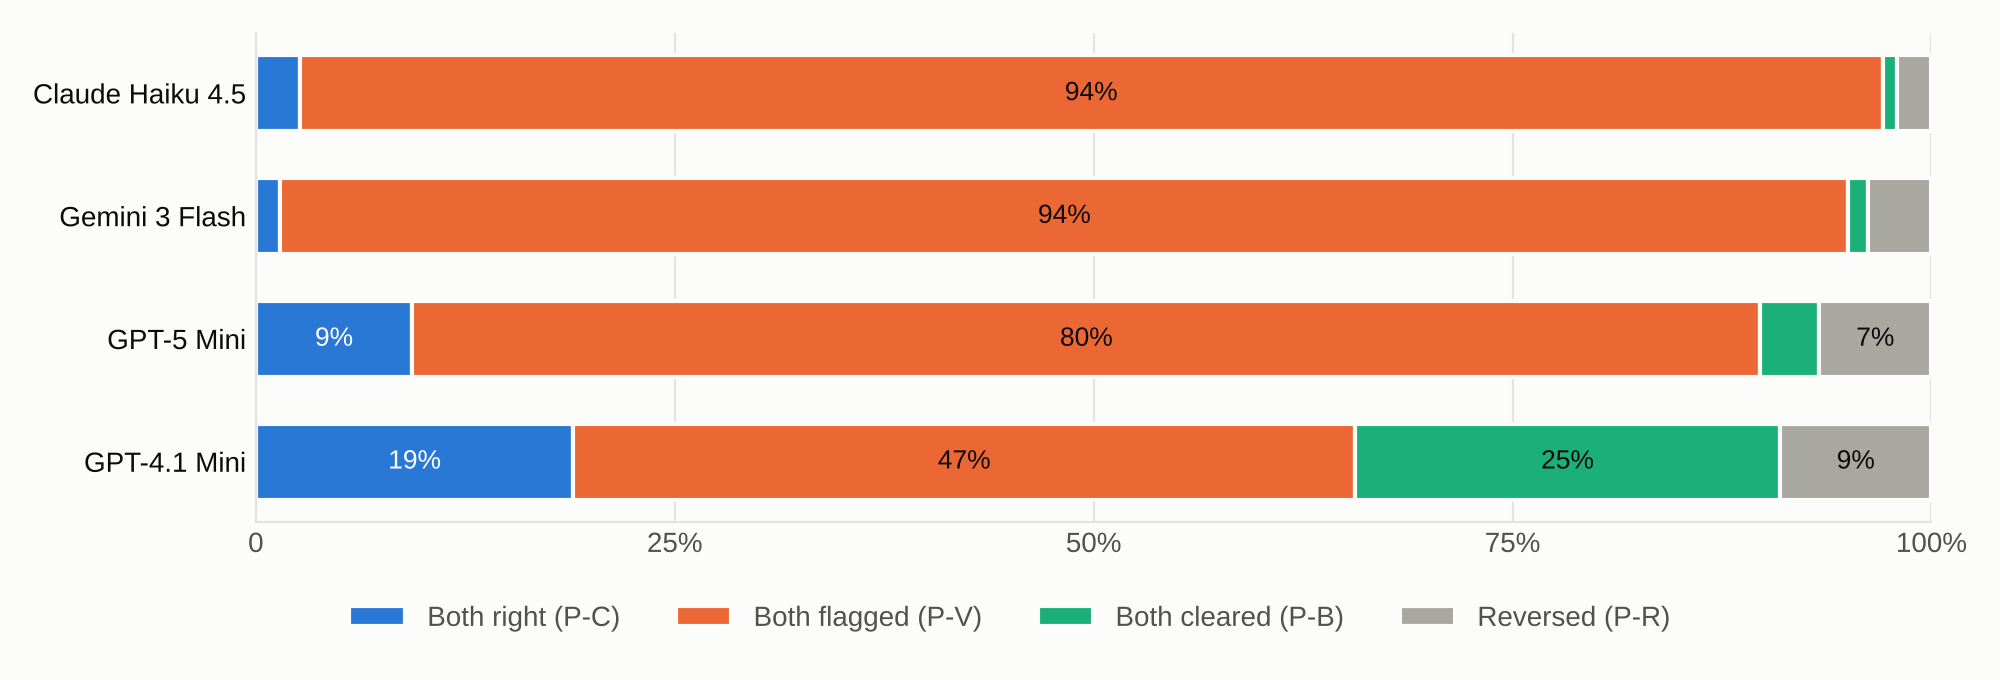 Claude Haiku 4.5
94%
Gemini 3 Flash
94%
GPT-5 Mini
9%
80%
7%
GPT-4.1 Mini
19%
47%
25%
9%
0
25%
50%
75%
100%
Both right (P-C)
Both flagged (P-V)
Both cleared (P-B)
Reversed (P-R)